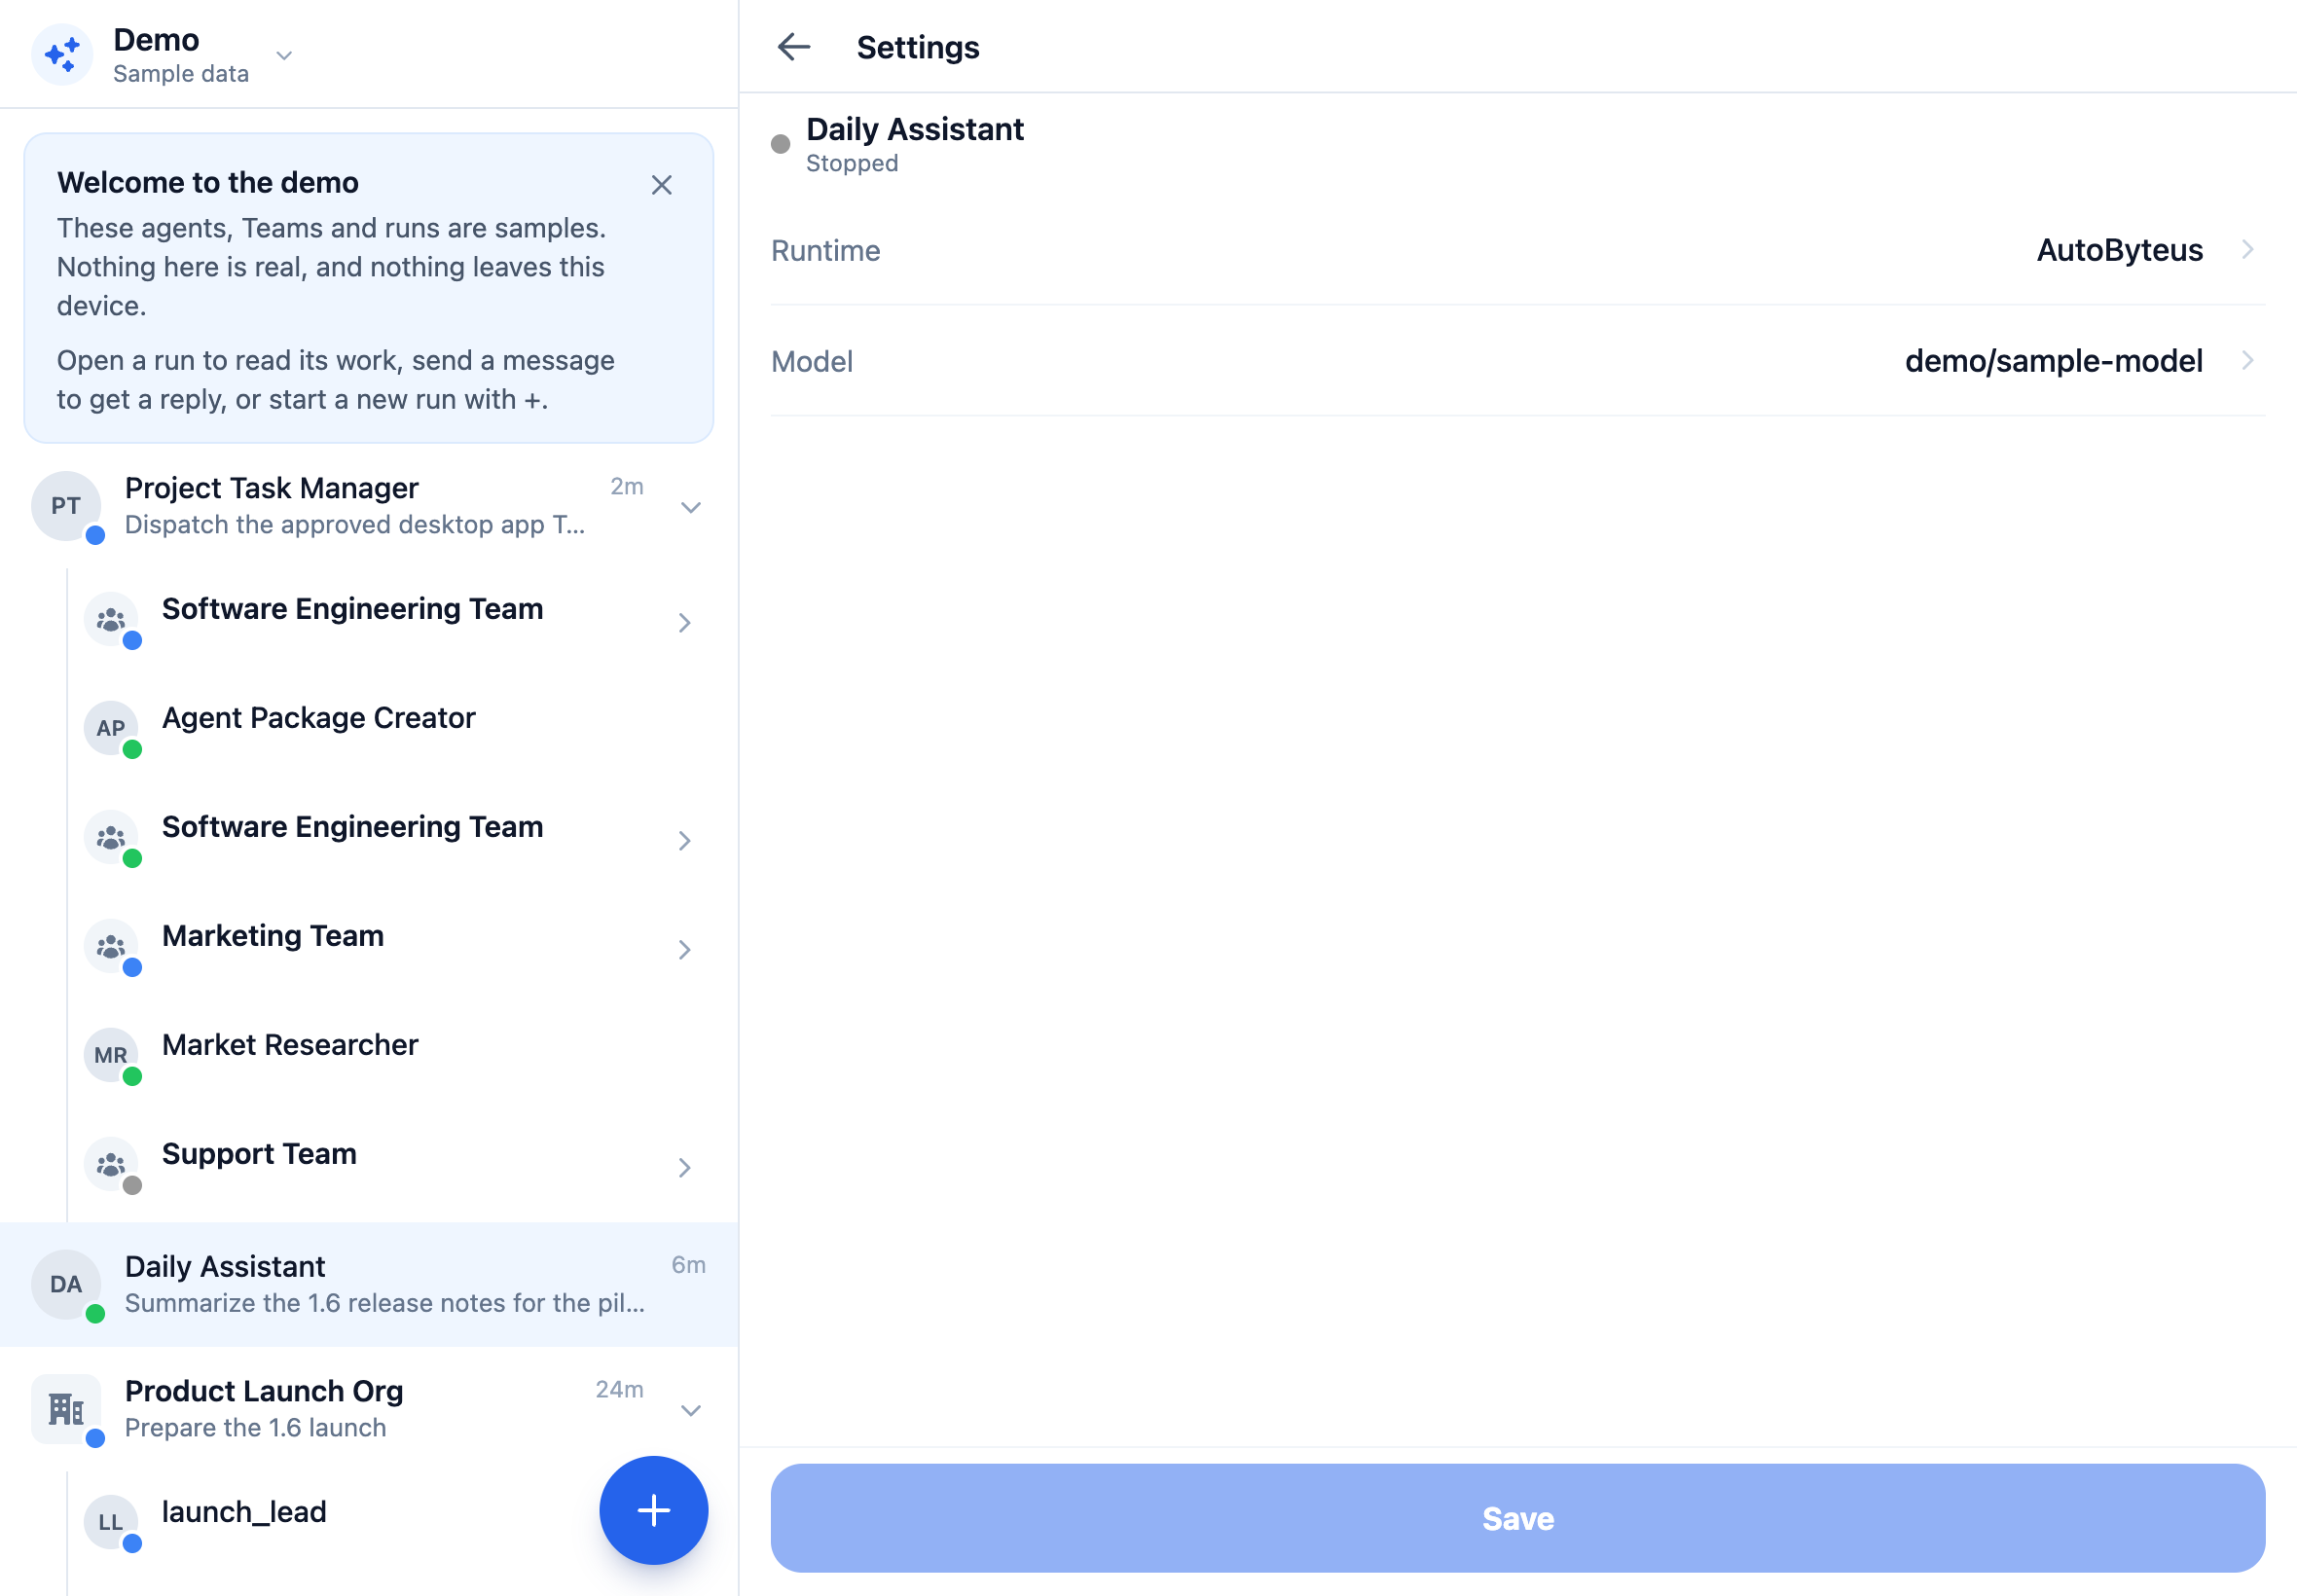 Demo
Sample data
Welcome to the demo
These agents, Teams and runs are samples.
Nothing here is real, and nothing leaves this
device.
Open a run to read its work, send a message
to get a reply, or start a new run with +.
PT
Project Task Manager
2m
Dispatch the approved desktop app T...
Software Engineering Team
AP
Agent Package Creator
Software Engineering Team
Marketing Team
MR
Market Researcher
Support Team
DA
Daily Assistant
6m
Summarize the 1.6 release notes for the pil...
Product Launch Org
24m
Prepare the 1.6 launch
LL
launch_lead
Settings
Daily Assistant
Stopped
Runtime
AutoByteus
Model
demo/sample-model
Save